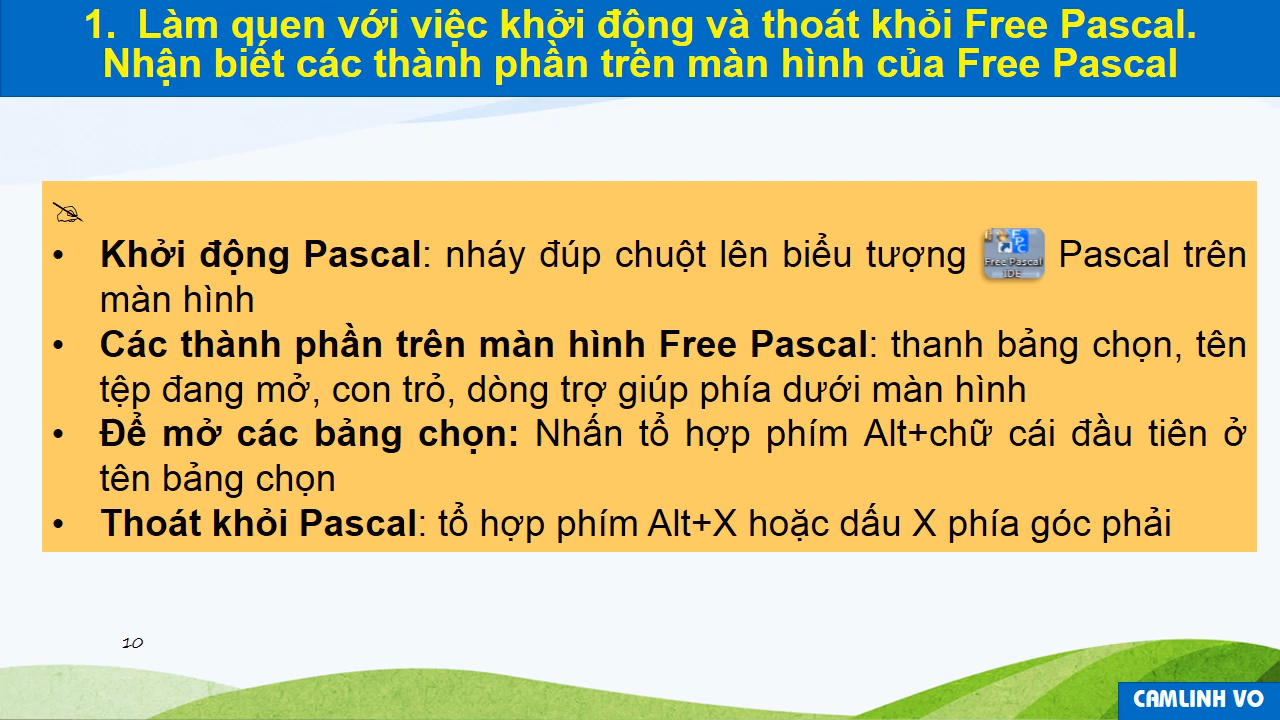 1. Làm quen với việc khởi động và thoát khỏi Free Pascal.
Nhận biết các thành phần trên màn hình của Free Pascal
• Khởi động Pascal: nháy đúp chuột lên biểu tượng Free Pascal IDE Pascal trên
màn hình
• Các thành phần trên màn hình Free Pascal: thanh bảng chọn, tên
tệp đang mở, con trỏ, dòng trợ giúp phía dưới màn hình
• Để mở các bảng chọn: Nhấn tổ hợp phím Alt+chữ cái đầu tiên ở
tên bảng chọn
• Thoát khỏi Pascal: tổ hợp phím Alt+X hoặc dấu X phía góc phải
10
CAMLINH VO